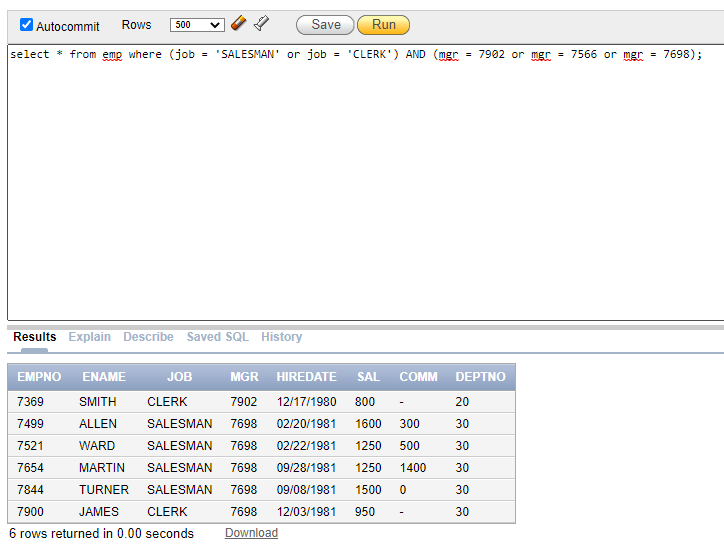 Autocommit Rows 500 Save Run
select * from emp where (job = 'SALESMAN' or job = 'CLERK') AND (mgr = 7902 or mgr = 7566 or mgr = 7698);
Results Explain Describe Saved SQL History
EMPNO ENAME JOB MGR HIREDATE SAL COMM DEPTNO
7369 SMITH CLERK 7902 12/17/1980 800 - 20
7499 ALLEN SALESMAN 7698 02/20/1981 1600 300 30
7521 WARD SALESMAN 7698 02/22/1981 1250 500 30
7654 MARTIN SALESMAN 7698 09/28/1981 1250 1400 30
7844 TURNER SALESMAN 7698 09/08/1981 1500 0 30
7900 JAMES CLERK 7698 12/03/1981 950 - 30
6 rows returned in 0.00 seconds Download